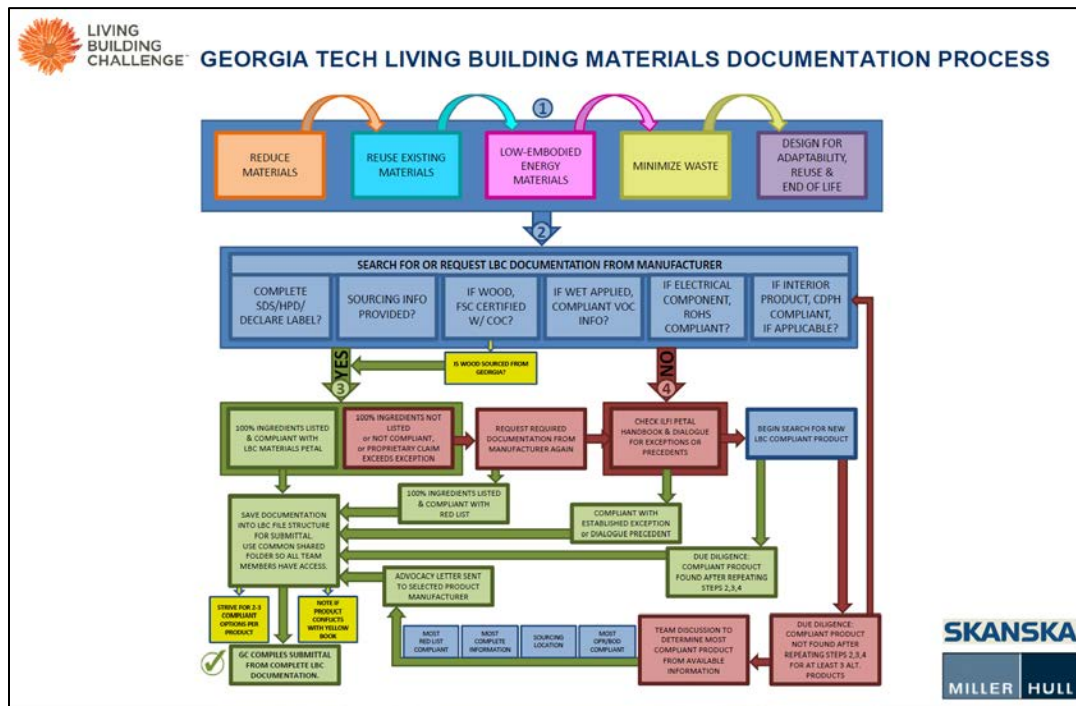 LIVING
BUILDING
CHALLENGE
GEORGIA TECH LIVING BUILDING MATERIALS DOCUMENTATION PROCESS
1
REDUCE
MATERIALS
REUSE EXISTING
MATERIALS
LOW-EMBODIED
ENERGY
MATERIALS
MINIMIZE WASTE
DESIGN FOR
ADAPTABILITY,
REUSE &
END OF LIFE
2
SEARCH FOR OR REQUEST LBC DOCUMENTATION FROM MANUFACTURER
COMPLETE
SDS/HPD/
DECLARE LABEL?
SOURCING INFO
PROVIDED?
IF WOOD,
FSC CERTIFIED
W/ COC?
IF WET APPLIED,
COMPLIANT VOC
INFO?
IF ELECTRICAL
COMPONENT,
ROHS
COMPLIANT?
IF INTERIOR
PRODUCT, CDPH
COMPLIANT,
IF APPLICABLE?
YES
3
IS WOOD SOURCED FROM
GEORGIA?
NO
4
100% INGREDIENTS LISTED
& COMPLIANT WITH
LBC MATERIALS PETAL
100% INGREDIENTS NOT
LISTED
or NOT COMPLIANT,
or PROPRIETARY CLAIM
EXCEEDS EXCEPTION
REQUEST REQUIRED
DOCUMENTATION FROM
MANUFACTURER AGAIN
CHECK ILFI PETAL
HANDBOOK & DIALOGUE
FOR EXCEPTIONS OR
PRECEDENTS
BEGIN SEARCH FOR NEW
LBC COMPLIANT PRODUCT
100% INGREDIENTS LISTED
& COMPLIANT WITH
RED LIST
SAVE DOCUMENTATION
INTO LBC FILE STRUCTURE
FOR SUBMITTAL.
USE COMMON SHARED
FOLDER SO ALL TEAM
MEMBERS HAVE ACCESS.
COMPLIANT WITH
ESTABLISHED EXCEPTION
or DIALOGUE PRECEDENT
DUE DILIGENCE:
COMPLIANT PRODUCT
FOUND AFTER REPEATING
STEPS 2,3,4
ADVOCACY LETTER SENT
TO SELECTED PRODUCT
MANUFACTURER
STRIVE FOR 2-3
COMPLIANT
OPTIONS PER
PRODUCT
NOTE IF
PRODUCT
CONFLICTS
WITH YELLOW
BOOK
MOST
RED LIST
COMPLIANT
MOST
COMPLETE
INFORMATION
SOURCING
LOCATION
MOST
OPR/BOD
COMPLIANT
TEAM DISCUSSION TO
DETERMINE MOST
COMPLIANT PRODUCT
FROM AVAILABLE
INFORMATION
DUE DILIGENCE:
COMPLIANT PRODUCT
NOT FOUND AFTER
REPEATING STEPS 2,3,4
FOR AT LEAST 3 ALT.
PRODUCTS
GC COMPILES SUBMITTAL
FROM COMPLETE LBC
DOCUMENTATION.
SKANSKA
MILLER HULL